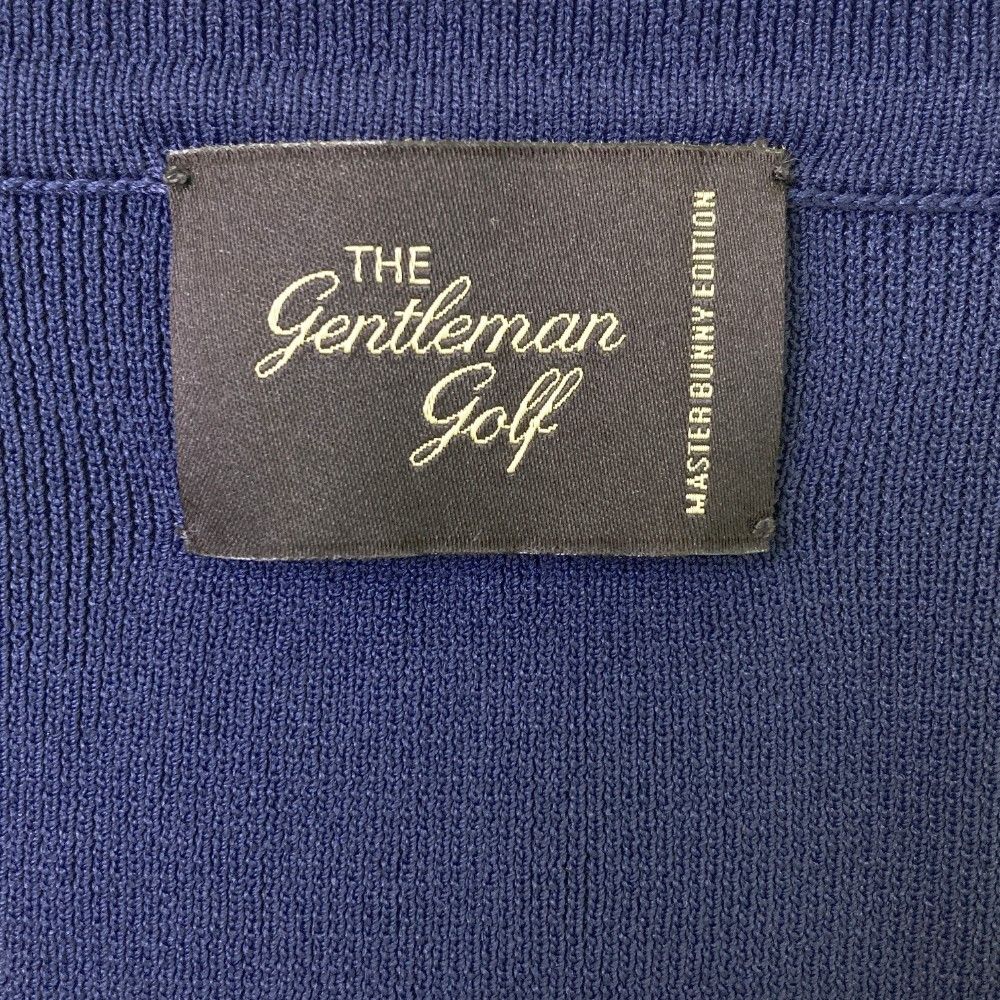 THE
Gentleman
Golf
MASTER BUNNY EDITION